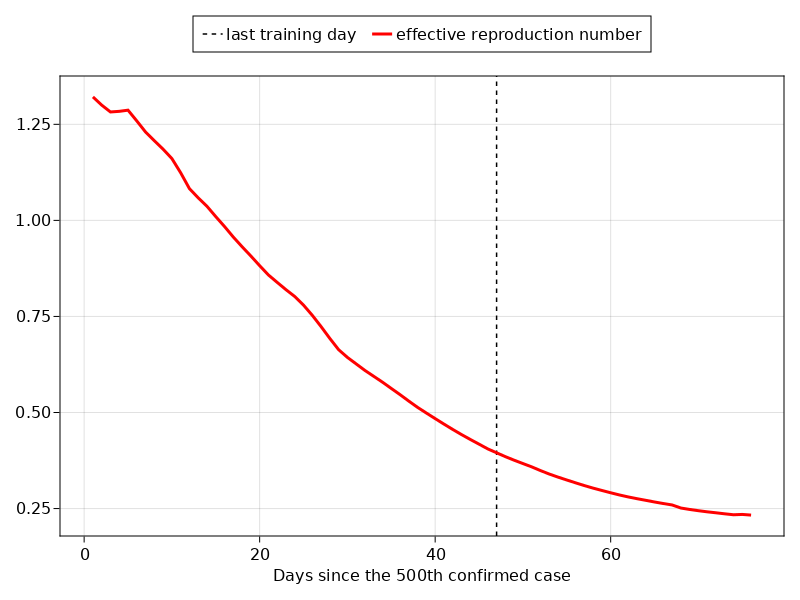 last training day effective reproduction number
1.25
1.00
0.75
0.50
0.25
0 20 40 60
Days since the 500th confirmed case